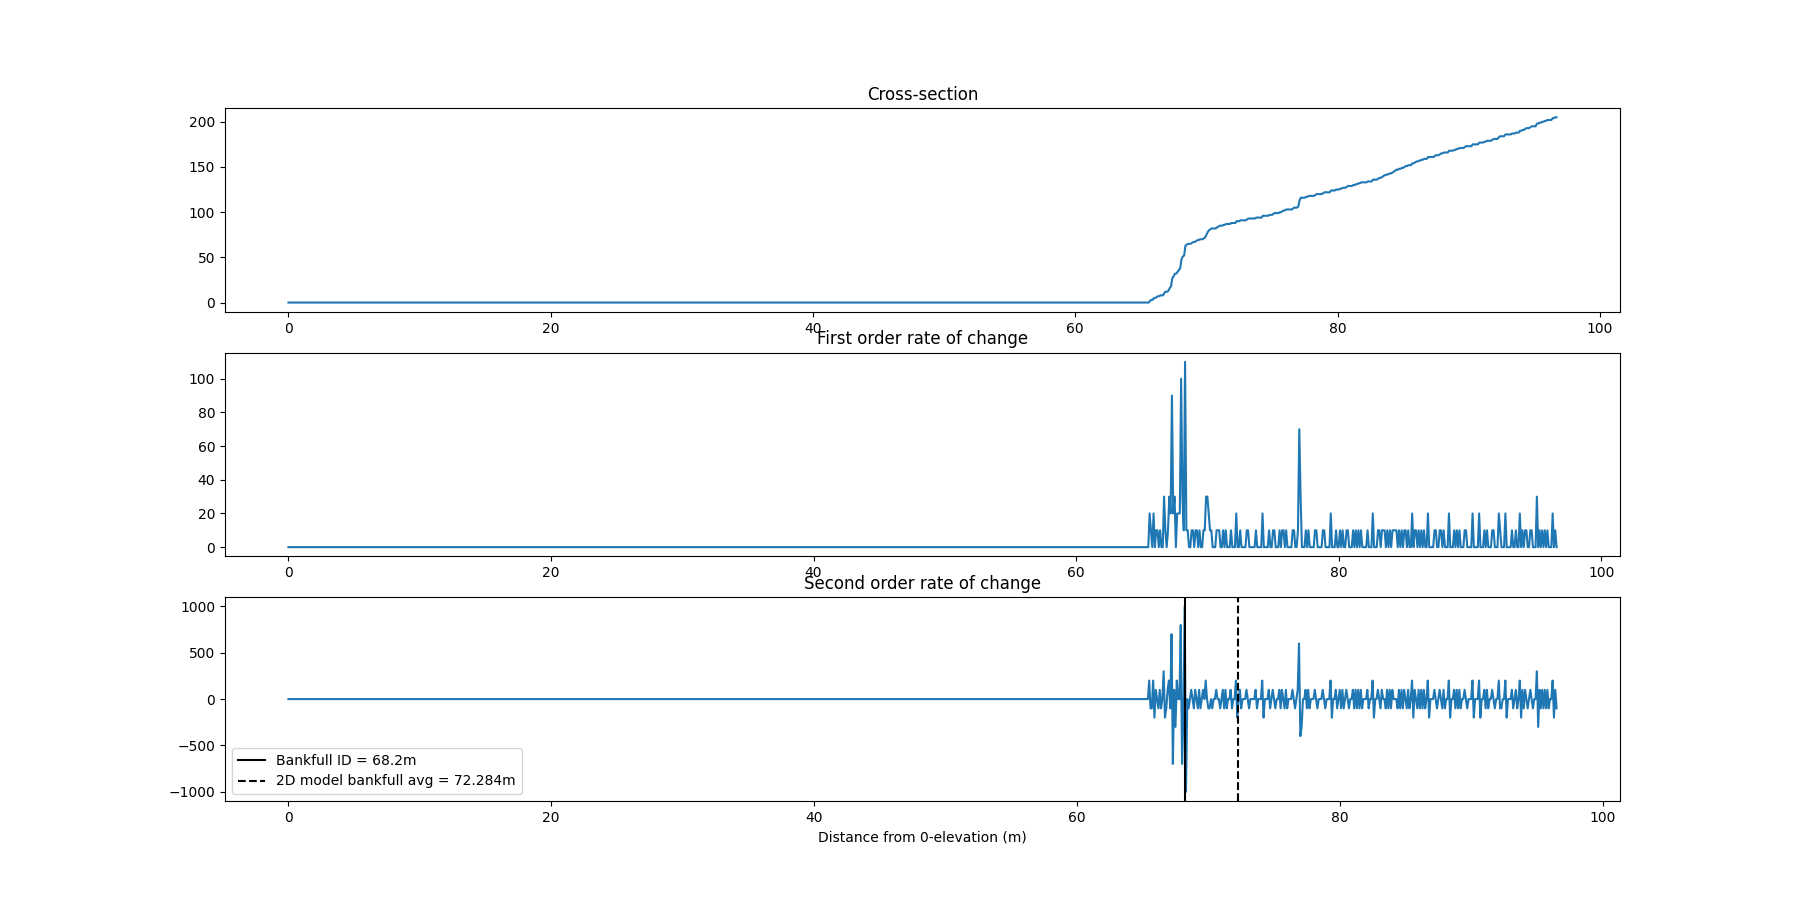 Cross-section
200
150
100
50
0
0 20 40 60 80 100
First order rate of change
100
80
60
40
20
0
0 20 40 60 80 100
Second order rate of change
1000
500
0
−500
−1000
Bankfull ID = 68.2m
2D model bankfull avg = 72.284m
0 20 40 60 80 100
Distance from 0-elevation (m)